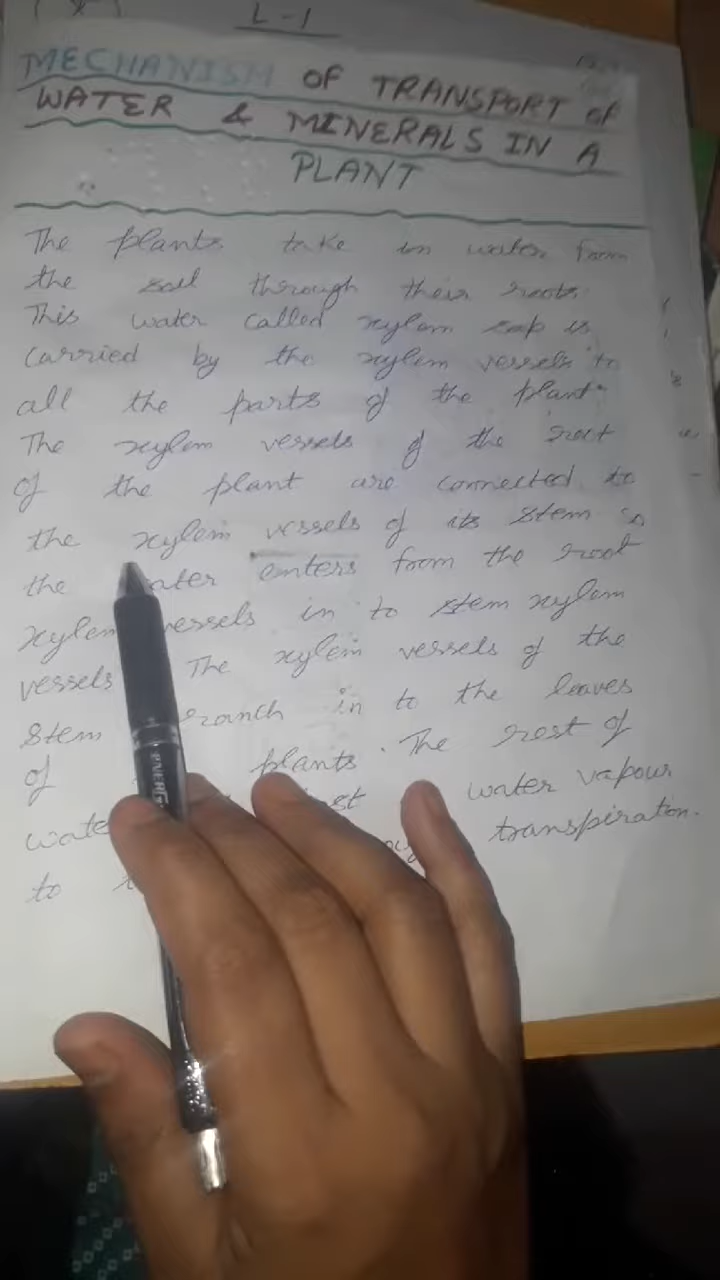 L-1
MECHANISM OF TRANSPORT OF
WATER & MINERALS IN A
PLANT
The plants take in water from
the soil through their roots.
This water called xylem sap is
carried by the xylem vessels to
all the parts of the plant.
The xylem vessels of the root
of the plant are connected to
the xylem vessels of its stem so
the water enters from the root
xylem vessels in to stem xylem
vessels The xylem vessels of the
stem branch in to the leaves
of plants. The rest of
water water vapour
to transpiration.